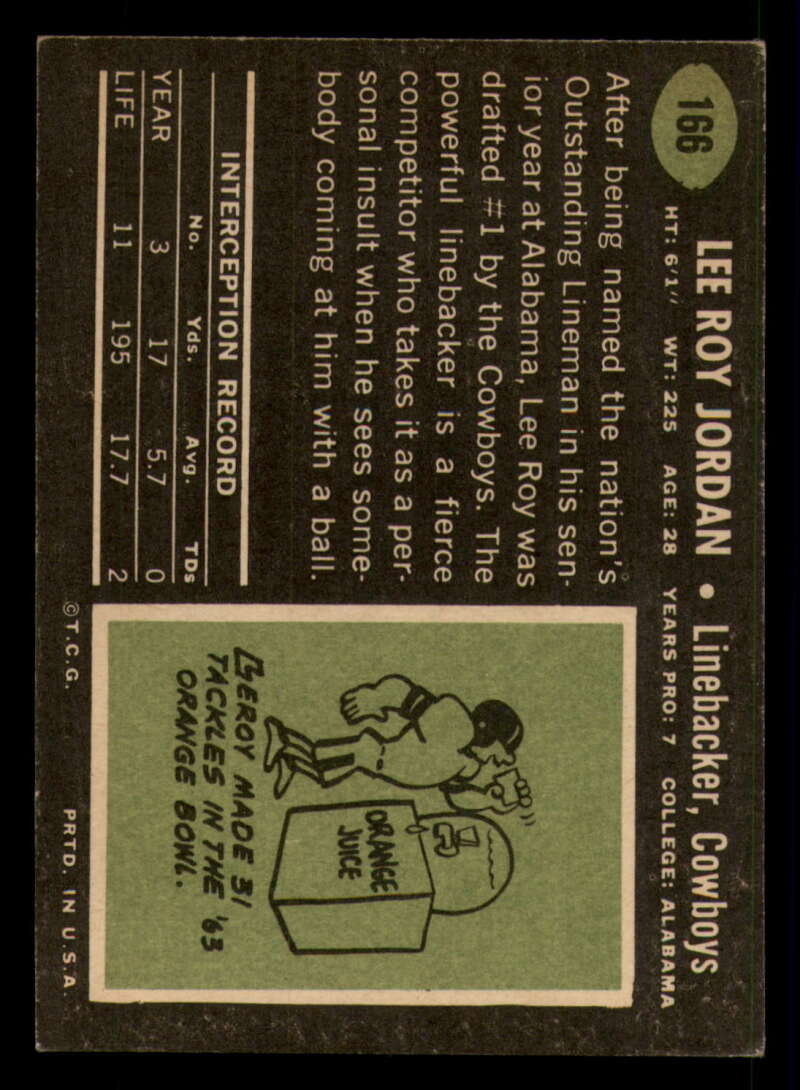 166
LEE ROY JORDAN • Linebacker, Cowboys
HT: 6'1" WT: 225 AGE: 28 YEARS PRO: 7 COLLEGE: ALABAMA
After being named the nation's
Outstanding Lineman in his sen-
ior year at Alabama, Lee Roy was
drafted #1 by the Cowboys. The
powerful linebacker is a fierce
competitor who takes it as a per-
sonal insult when he sees some-
body coming at him with a ball.
INTERCEPTION RECORD
No. Yds. Avg. TDs
YEAR 3 17 5.7 0
LIFE 11 195 17.7 2
ORANGE
JUICE
LEROY MADE 31
TACKLES IN THE '63
ORANGE BOWL.
©T.C.G. PRTD. IN U.S.A.